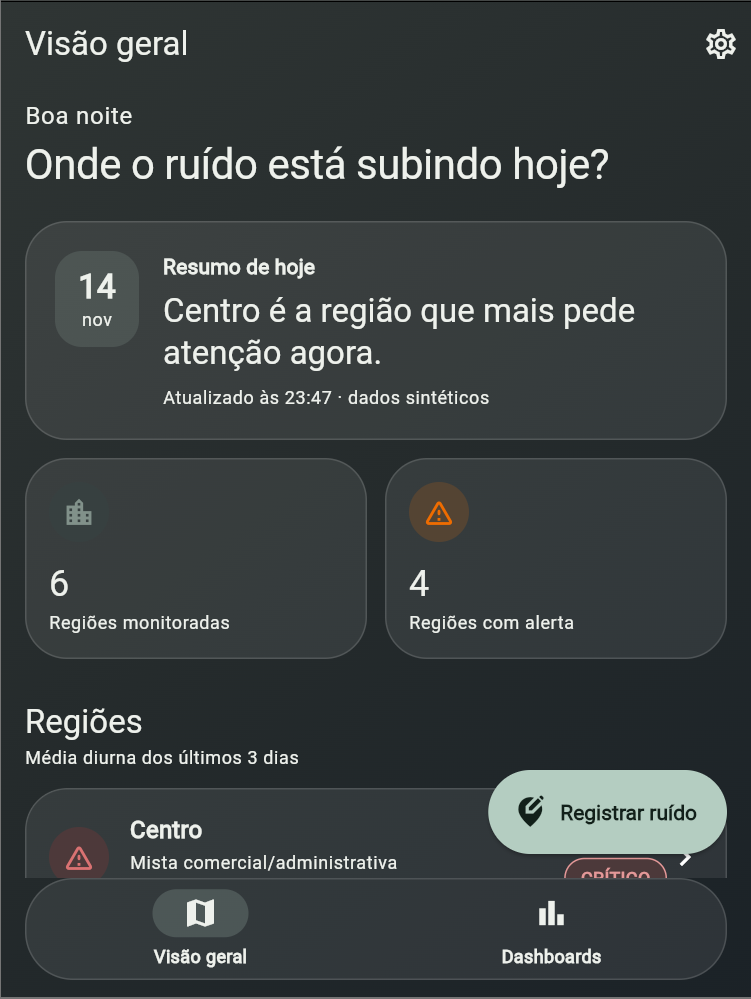 Visão geral
Boa noite
Onde o ruído está subindo hoje?
14
nov
Resumo de hoje
Centro é a região que mais pede
atenção agora.
Atualizado às 23:47 · dados sintéticos
6
Regiões monitoradas
4
Regiões com alerta
Regiões
Média diurna dos últimos 3 dias
Registrar ruído
Centro
Mista comercial/administrativa
CRÍTICO
Visão geral
Dashboards